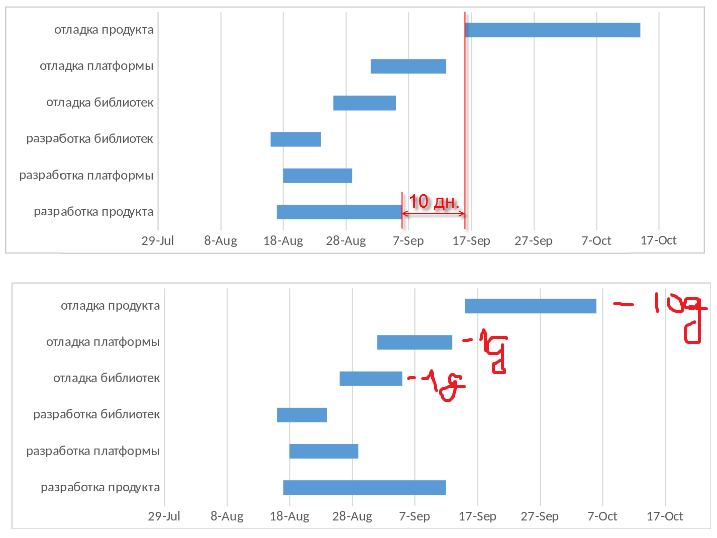 отладка продукта
отладка платформы
отладка библиотек
разработка библиотек
разработка платформы
разработка продукта
10 дн.
29-Jul 8-Aug 18-Aug 28-Aug 7-Sep 17-Sep 27-Sep 7-Oct 17-Oct
отладка продукта - 10д
отладка платформы - 1д
отладка библиотек --1д
разработка библиотек
разработка платформы
разработка продукта
29-Jul 8-Aug 18-Aug 28-Aug 7-Sep 17-Sep 27-Sep 7-Oct 17-Oct